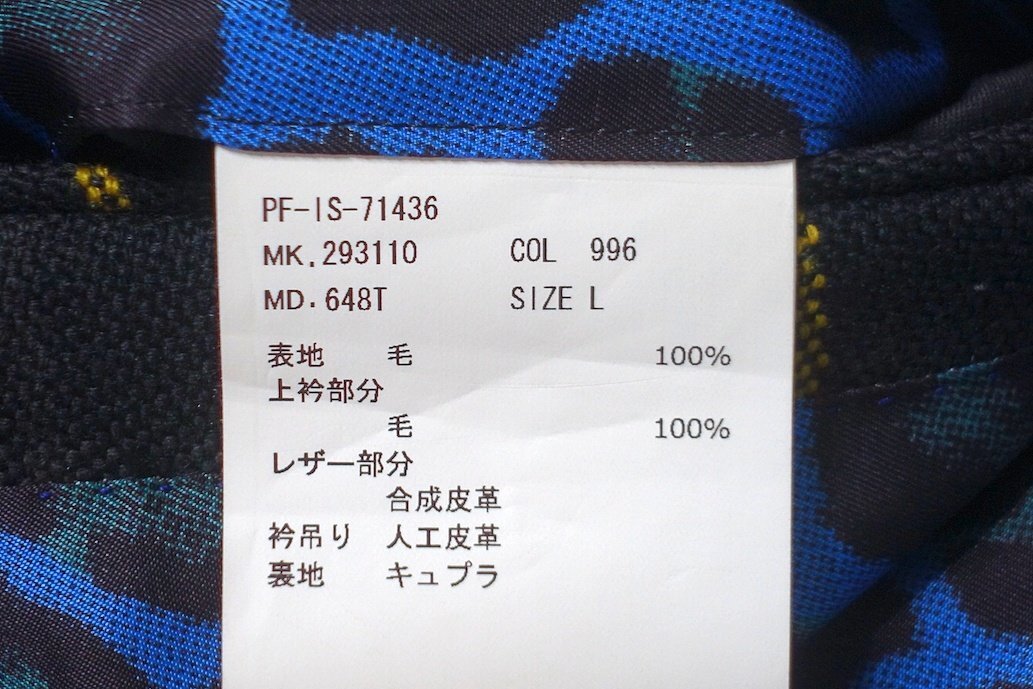 PF-IS-71436
MK.293110 COL 996
MD.648T SIZE L
表地 毛 100%
上衿部分
毛 100%
レザー部分
合成皮革
衿吊り 人工皮革
裏地 キュプラ